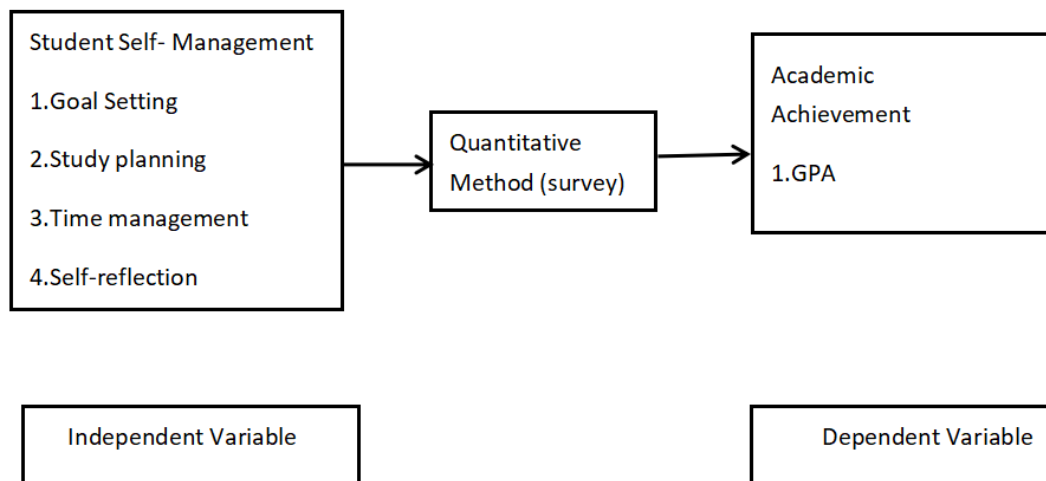 Student Self- Management
1.Goal Setting
2.Study planning
3.Time management
4.Self-reflection
Quantitative
Method (survey)
Academic
Achievement
1.GPA
Independent Variable
Dependent Variable